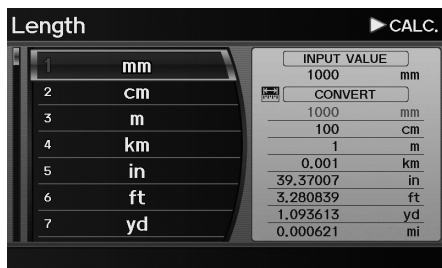 Length
▶ CALC.
1 mm
2 cm
3 m
4 km
5 in
6 ft
7 yd
INPUT VALUE
1000 mm
CONVERT
1000 mm
100 cm
1 m
0.001 km
39.37007 in
3.280839 ft
1.093613 yd
0.000621 mi